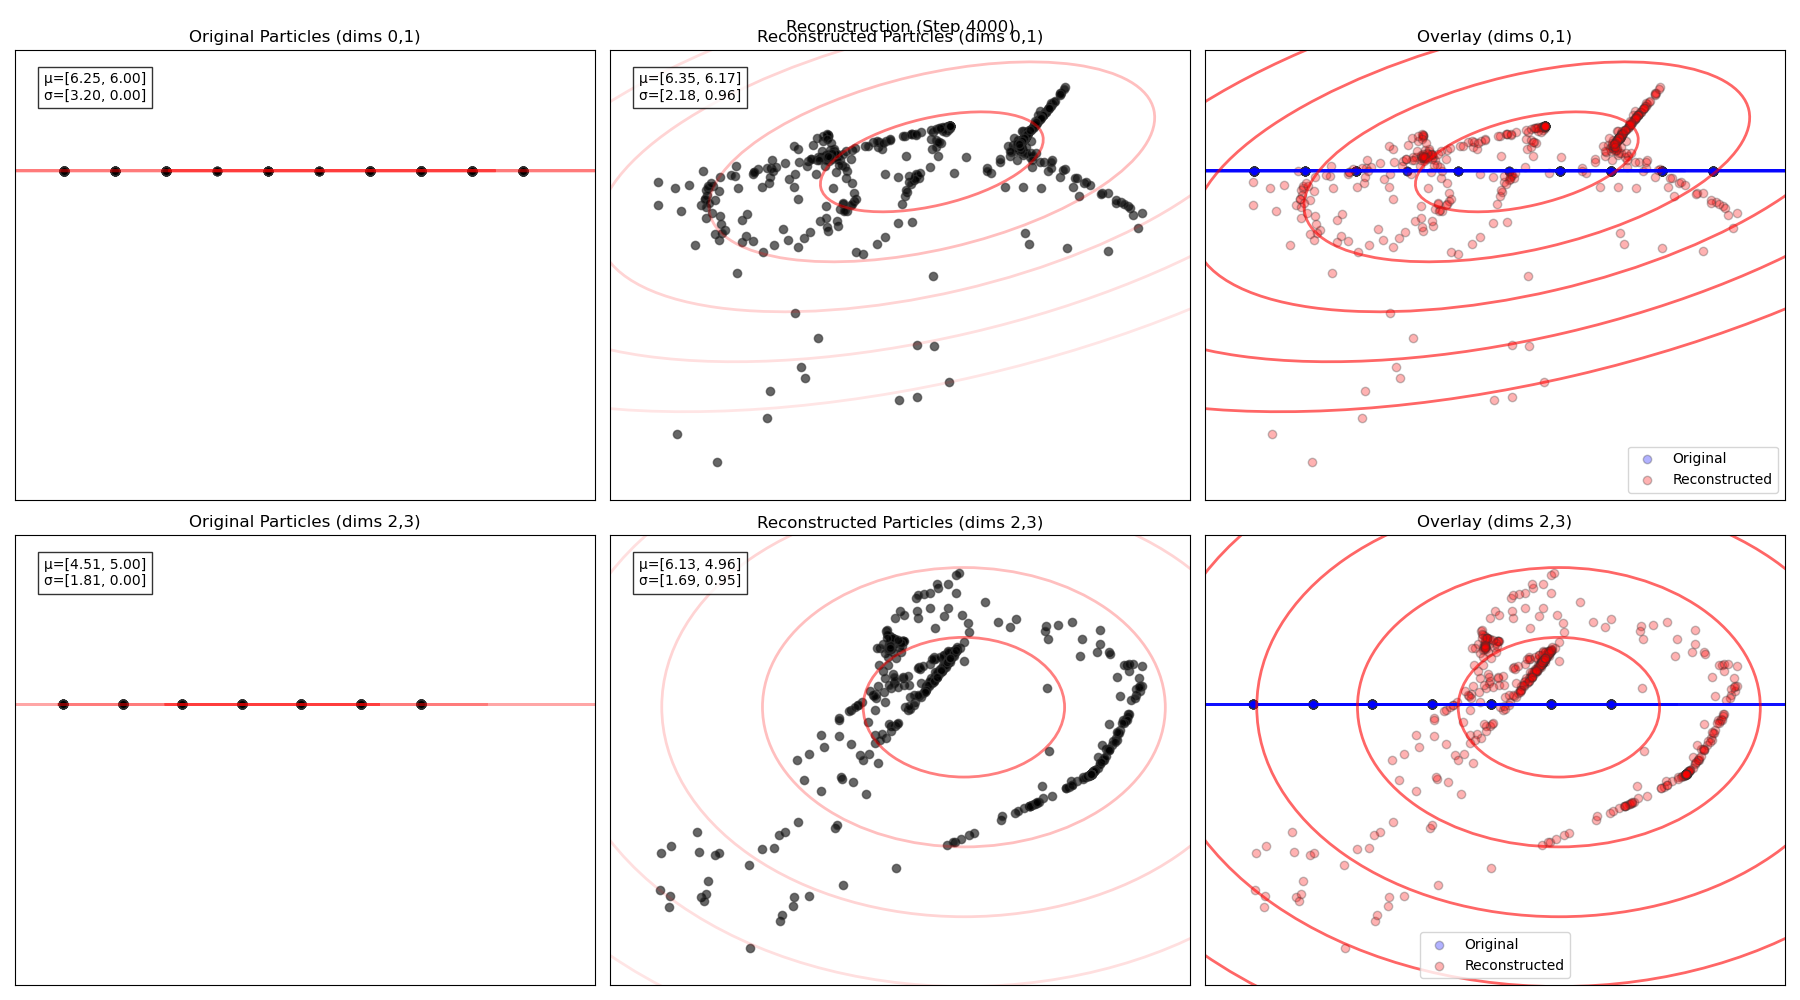 Reconstruction (Step 4000)
Original Particles (dims 0,1)
Reconstructed Particles (dims 0,1)
Overlay (dims 0,1)
μ=[6.25, 6.00]
σ=[3.20, 0.00]
μ=[6.35, 6.17]
σ=[2.18, 0.96]
Original
Reconstructed
Original Particles (dims 2,3)
Reconstructed Particles (dims 2,3)
Overlay (dims 2,3)
μ=[4.51, 5.00]
σ=[1.81, 0.00]
μ=[6.13, 4.96]
σ=[1.69, 0.95]
Original
Reconstructed